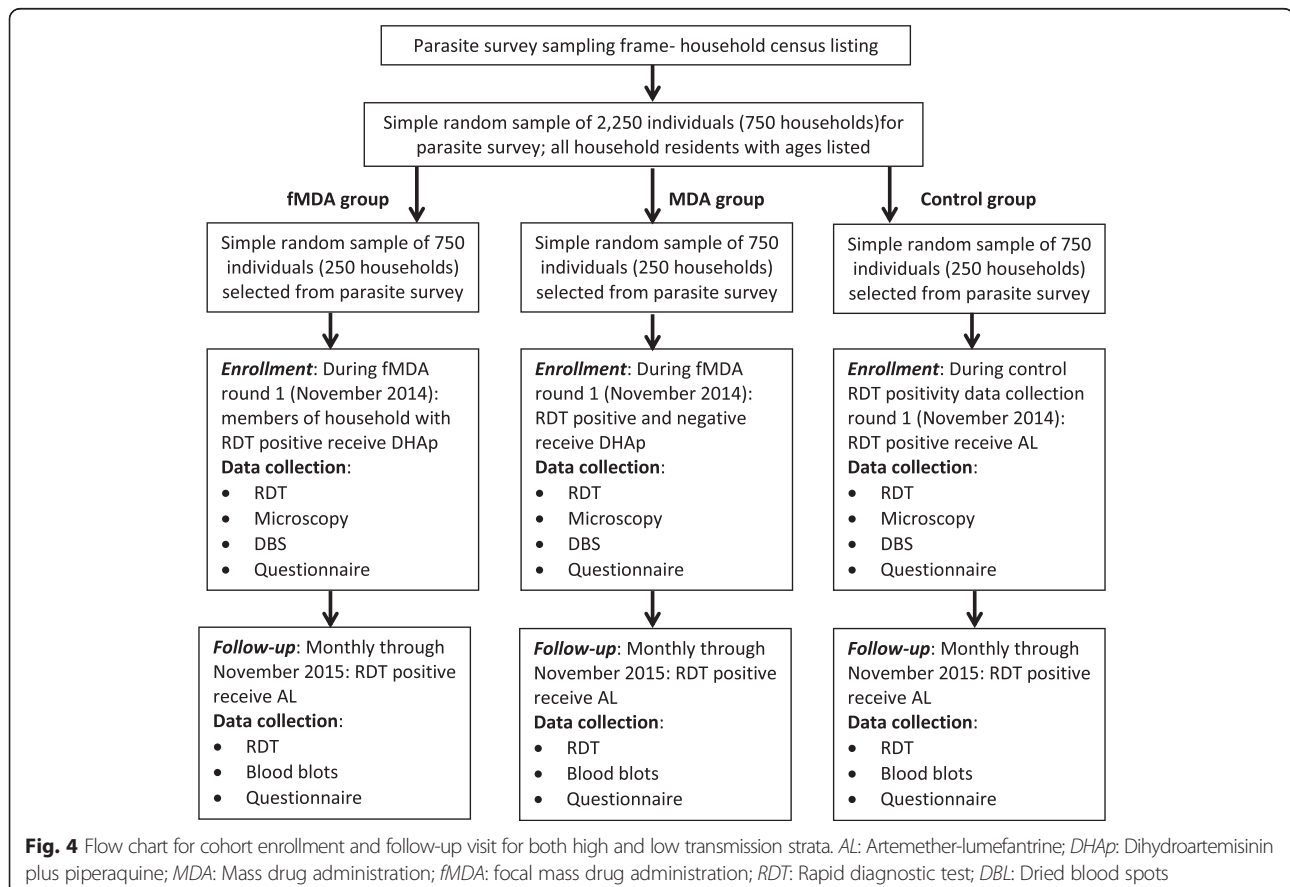 Parasite survey sampling frame- household census listing
Simple random sample of 2,250 individuals (750 households)for
parasite survey; all household residents with ages listed
fMDA group
MDA group
Control group
Simple random sample of 750
individuals (250 households)
selected from parasite survey
Simple random sample of 750
individuals (250 households)
selected from parasite survey
Simple random sample of 750
individuals (250 households)
selected from parasite survey
Enrollment: During fMDA
round 1 (November 2014):
members of household with
RDT positive receive DHAp
Data collection:
• RDT
• Microscopy
• DBS
• Questionnaire
Enrollment: During fMDA
round 1 (November 2014):
RDT positive and negative
receive DHAp
Data collection:
• RDT
• Microscopy
• DBS
• Questionnaire
Enrollment: During control
RDT positivity data collection
round 1 (November 2014):
RDT positive receive AL
Data collection:
• RDT
• Microscopy
• DBS
• Questionnaire
Follow-up: Monthly through
November 2015: RDT positive
receive AL
Data collection:
• RDT
• Blood blots
• Questionnaire
Follow-up: Monthly through
November 2015: RDT positive
receive AL
Data collection:
• RDT
• Blood blots
• Questionnaire
Follow-up: Monthly through
November 2015: RDT positive
receive AL
Data collection:
• RDT
• Blood blots
• Questionnaire
Fig. 4 Flow chart for cohort enrollment and follow-up visit for both high and low transmission strata. AL: Artemether-lumefantrine; DHAp: Dihydroartemisinin
plus piperaquine; MDA: Mass drug administration; fMDA: focal mass drug administration; RDT: Rapid diagnostic test; DBL: Dried blood spots